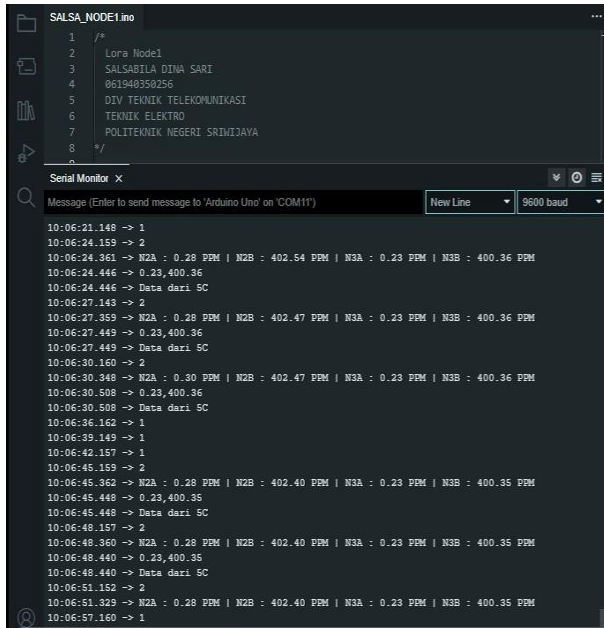 SALSA_NODE1.ino
...
1 /*
2 Lora Node1
3 SALSABILA DINA SARI
4 061940350256
5 DIV TEKNIK TELEKOMUNIKASI
6 TEKNIK ELEKTRO
7 POLITEKNIK NEGERI SRIWIJAYA
8 */
Serial Monitor ×
Message (Enter to send message to 'Arduino Uno' on 'COM11') New Line 9600 baud
10:06:21.148 -> 1
10:06:24.159 -> 2
10:06:24.361 -> N2A : 0.28 PPM | N2B : 402.54 PPM | N3A : 0.23 PPM | N3B : 400.36 PPM
10:06:24.446 -> 0.23,400.36
10:06:24.446 -> Data dari 5C
10:06:27.143 -> 2
10:06:27.359 -> N2A : 0.28 PPM | N2B : 402.47 PPM | N3A : 0.23 PPM | N3B : 400.36 PPM
10:06:27.449 -> 0.23,400.36
10:06:27.449 -> Data dari 5C
10:06:30.160 -> 2
10:06:30.348 -> N2A : 0.30 PPM | N2B : 402.47 PPM | N3A : 0.23 PPM | N3B : 400.36 PPM
10:06:30.508 -> 0.23,400.36
10:06:30.508 -> Data dari 5C
10:06:36.162 -> 1
10:06:39.149 -> 1
10:06:42.157 -> 1
10:06:45.159 -> 2
10:06:45.362 -> N2A : 0.28 PPM | N2B : 402.40 PPM | N3A : 0.23 PPM | N3B : 400.35 PPM
10:06:45.448 -> 0.23,400.35
10:06:45.448 -> Data dari 5C
10:06:48.157 -> 2
10:06:48.360 -> N2A : 0.28 PPM | N2B : 402.40 PPM | N3A : 0.23 PPM | N3B : 400.35 PPM
10:06:48.440 -> 0.23,400.35
10:06:48.440 -> Data dari 5C
10:06:51.152 -> 2
10:06:51.329 -> N2A : 0.28 PPM | N2B : 402.40 PPM | N3A : 0.23 PPM | N3B : 400.35 PPM
10:06:57.160 -> 1